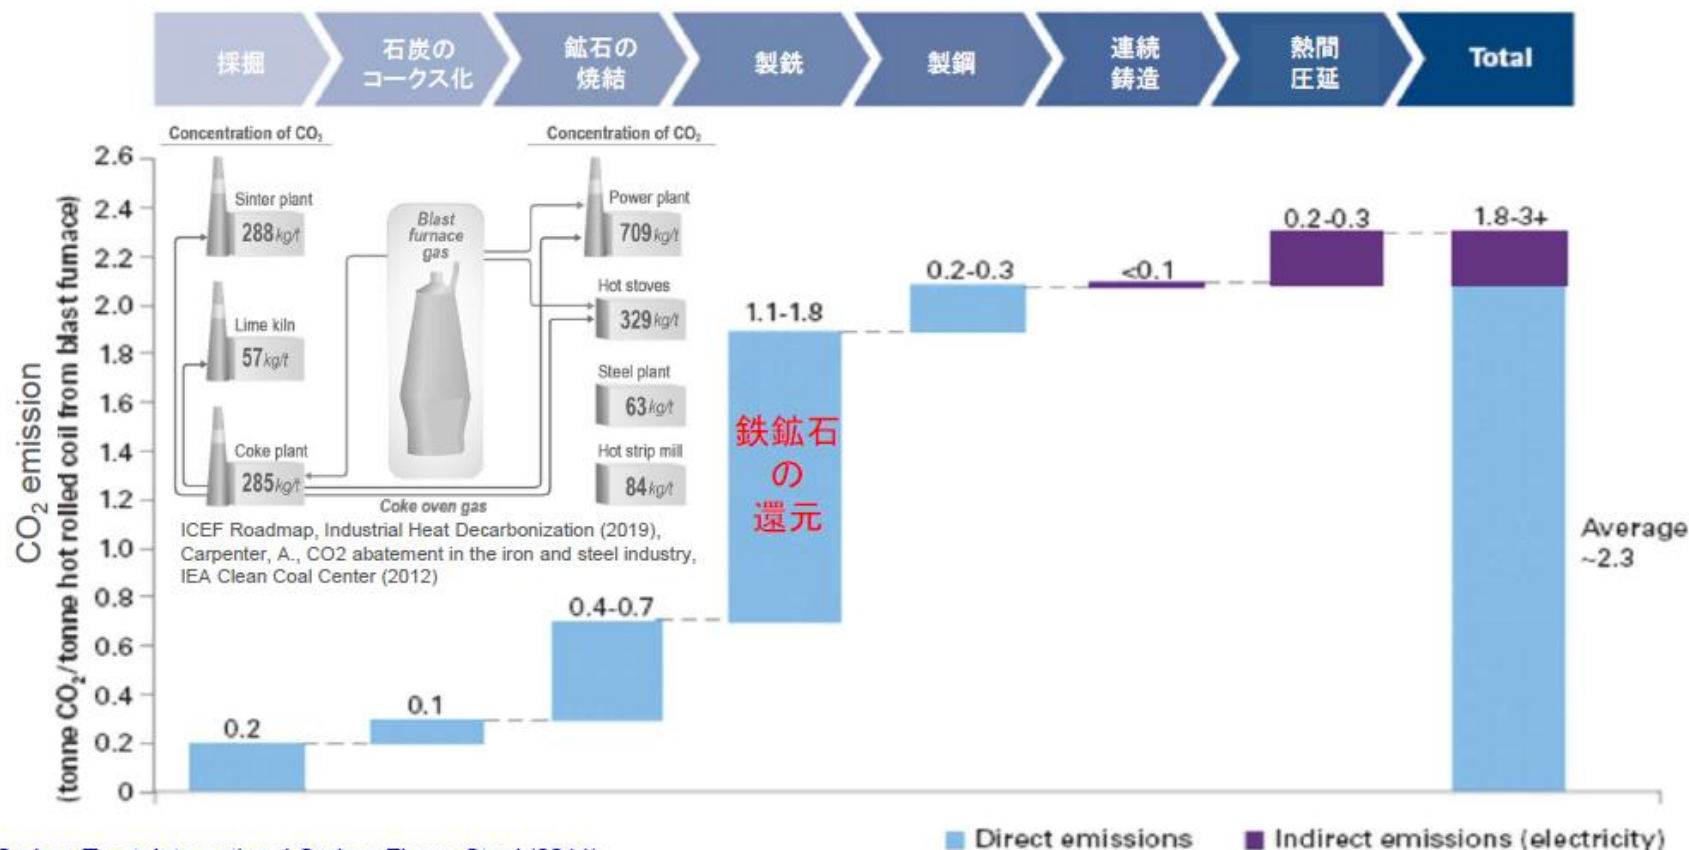 採掘
石炭の
コークス化
鉱石の
焼結
製銑
製鋼
連続
鋳造
熱間
圧延
Total
CO₂ emission
(tonne CO₂/tonne hot rolled coil from blast furnace)
2.6
2.4
2.2
2.0
1.8
1.6
1.4
1.2
1.0
0.8
0.6
0.4
0.2
0
Concentration of CO₂
Sinter plant
288 kg/t
Lime kiln
57 kg/t
Coke plant
285 kg/t
Blast
furnace
gas
Coke oven gas
Concentration of CO₂
Power plant
709 kg/t
Hot stoves
329 kg/t
Steel plant
63 kg/t
Hot strip mill
84 kg/t
ICEF Roadmap, Industrial Heat Decarbonization (2019),
Carpenter, A., CO2 abatement in the iron and steel industry,
IEA Clean Coal Center (2012)
0.2
0.1
0.4-0.7
1.1-1.8
鉄鉱石
の
還元
0.2-0.3
<0.1
0.2-0.3
1.8-3+
Average
~2.3
Direct emissions
Indirect emissions (electricity)